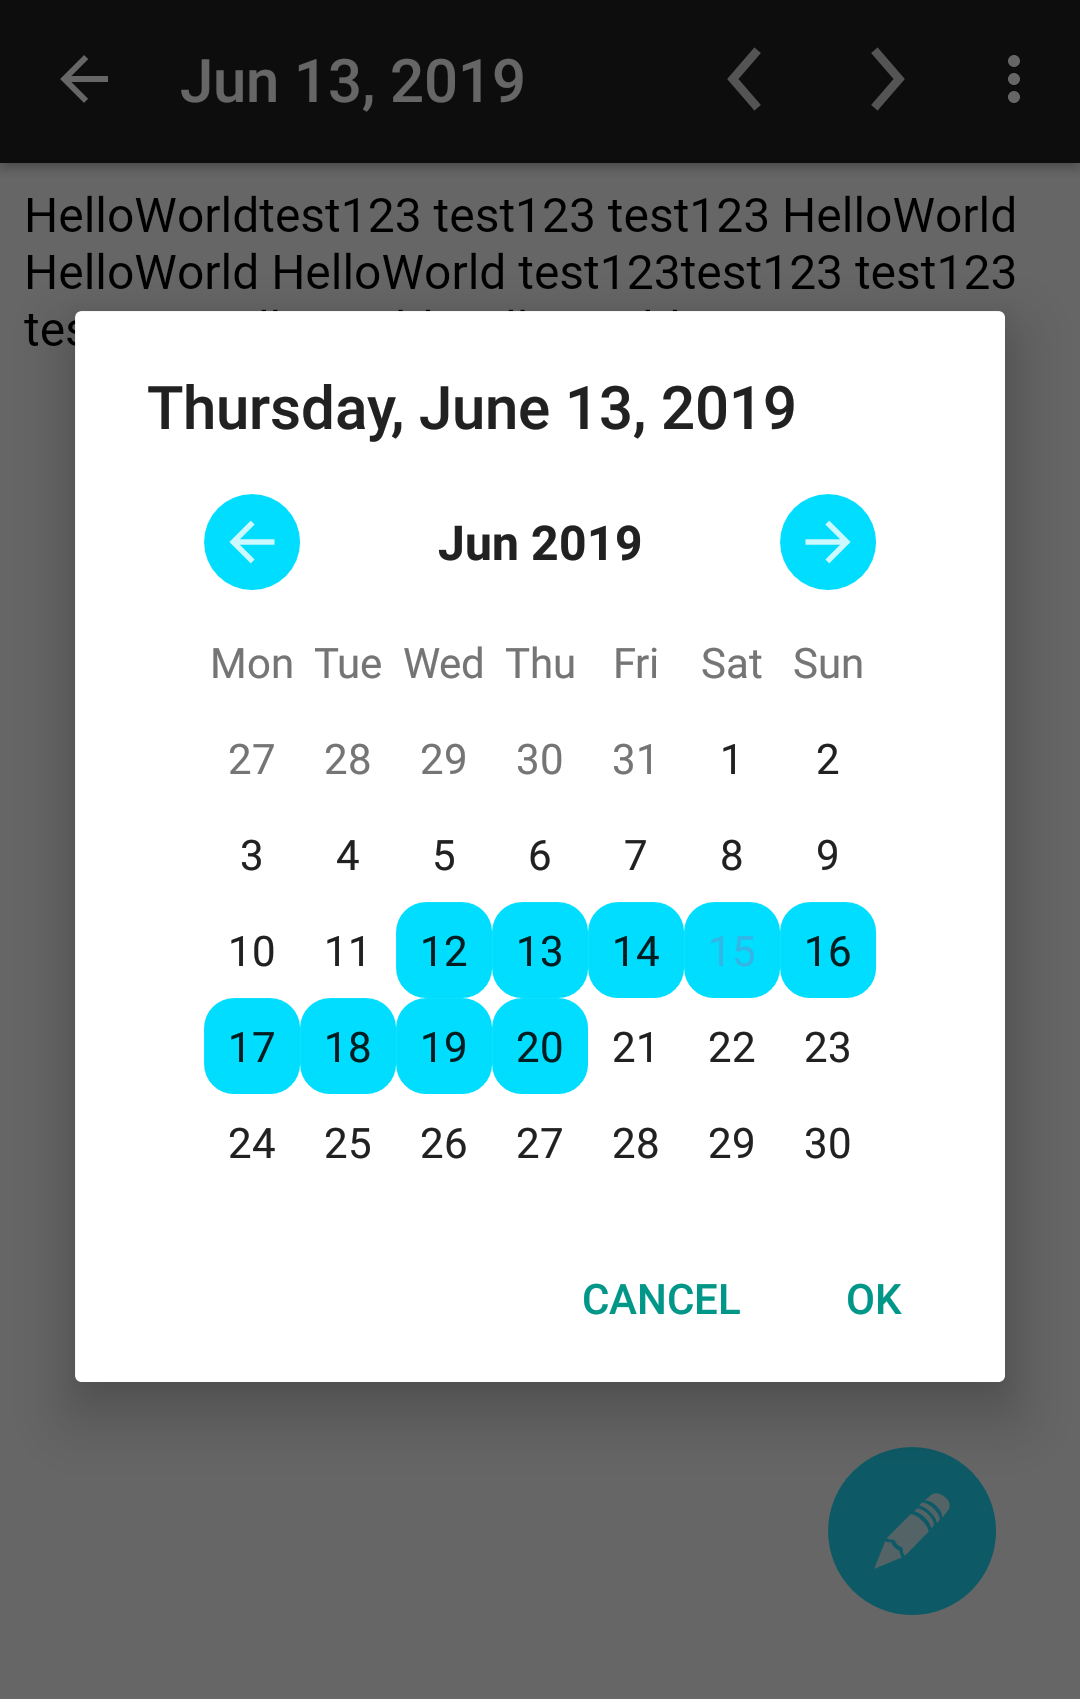 Jun 13, 2019
HelloWorldtest123 test123 test123 HelloWorld
HelloWorld HelloWorld test123test123 test123
Thursday, June 13, 2019
Jun 2019
Mon Tue Wed Thu Fri Sat Sun
27 28 29 30 31 1 2
3 4 5 6 7 8 9
10 11 12 13 14 15 16
17 18 19 20 21 22 23
24 25 26 27 28 29 30
CANCEL OK